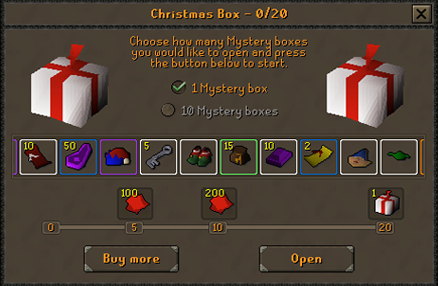 Christmas Box - 0/20
Choose how many Mystery boxes
you would like to open and press
the button below to start.
1 Mystery box
10 Mystery boxes
10 50 5 15 10 2
100 200 1
0 5 10 20
Buy more Open